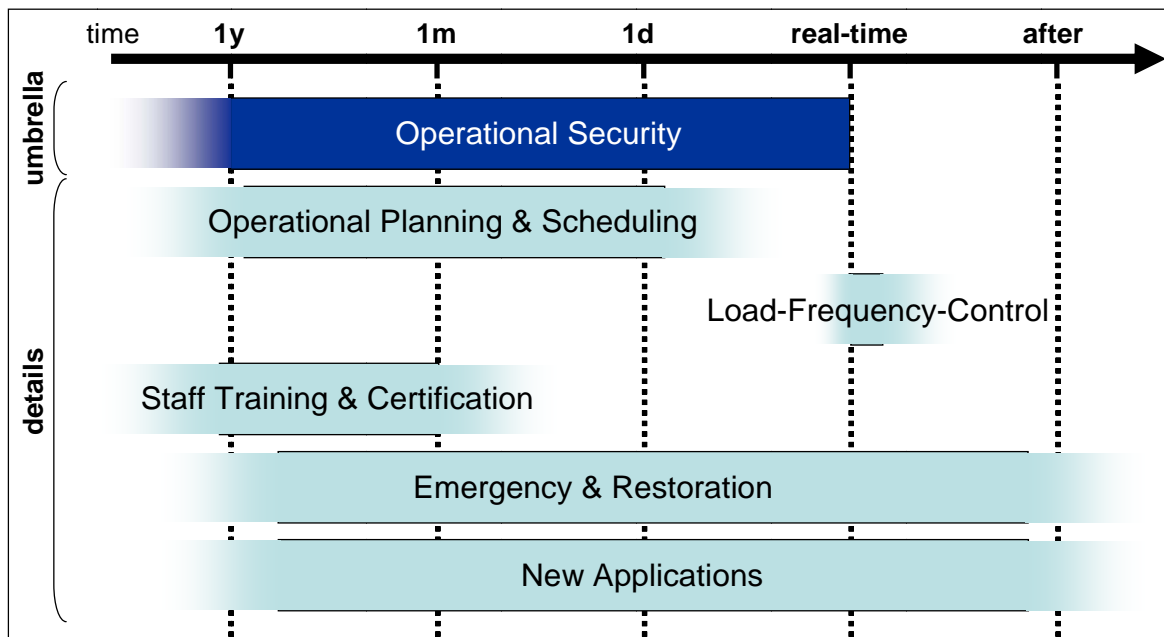 time 1y 1m 1d real-time after
umbrella
Operational Security
details
Operational Planning & Scheduling
Load-Frequency-Control
Staff Training & Certification
Emergency & Restoration
New Applications